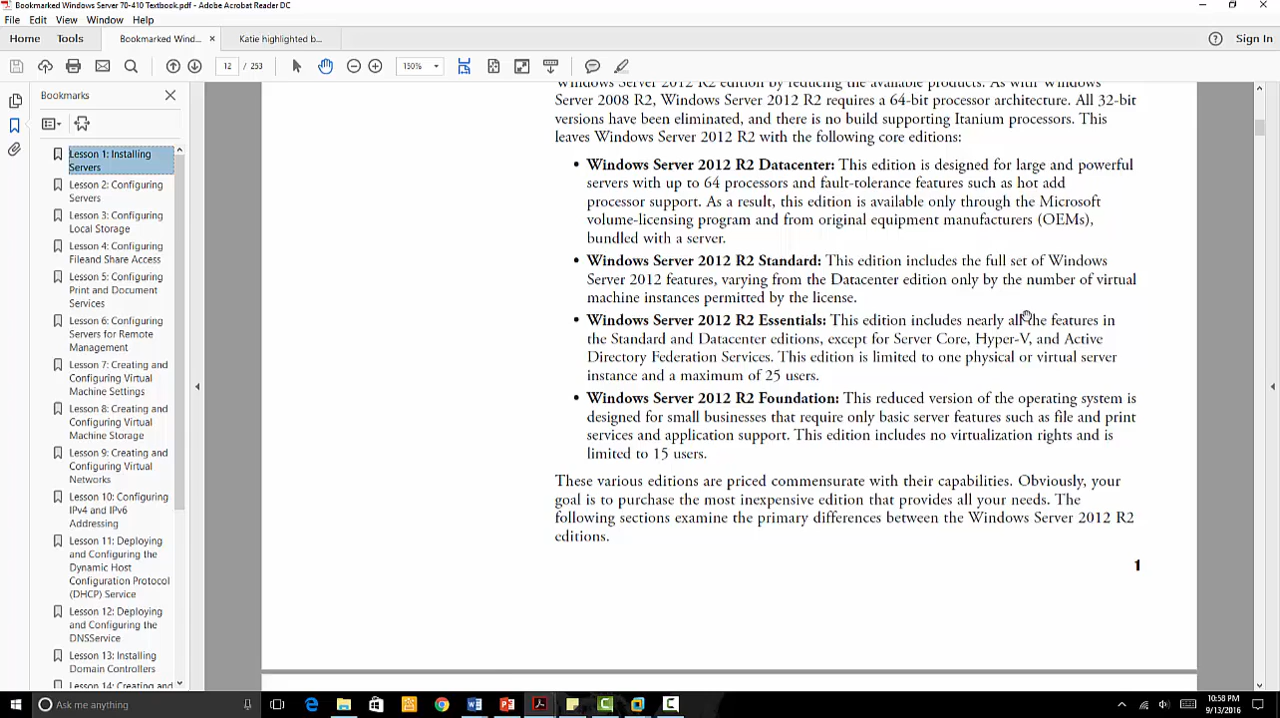 Bookmarked Windows Server 70-410 Textbook.pdf - Adobe Acrobat Reader DC
File Edit View Window Help
Home Tools Bookmarked Wind... × Katie highlighted b... Sign In
12 / 253 150%
Bookmarks
Lesson 1: Installing
Servers
Lesson 2: Configuring
Servers
Lesson 3: Configuring
Local Storage
Lesson 4: Configuring
Fileand Share Access
Lesson 5: Configuring
Print and Document
Services
Lesson 6: Configuring
Servers for Remote
Management
Lesson 7: Creating and
Configuring Virtual
Machine Settings
Lesson 8: Creating and
Configuring Virtual
Machine Storage
Lesson 9: Creating and
Configuring Virtual
Networks
Lesson 10: Configuring
IPv4 and IPv6
Addressing
Lesson 11: Deploying
and Configuring the
Dynamic Host
Configuration Protocol
(DHCP) Service
Lesson 12: Deploying
and Configuring the
DNSService
Lesson 13: Installing
Domain Controllers
Lesson 14: Creating and
Windows Server 2012 R2 edition by reducing the available products. As with Windows
Server 2008 R2, Windows Server 2012 R2 requires a 64-bit processor architecture. All 32-bit
versions have been eliminated, and there is no build supporting Itanium processors. This
leaves Windows Server 2012 R2 with the following core editions:
• Windows Server 2012 R2 Datacenter: This edition is designed for large and powerful
servers with up to 64 processors and fault-tolerance features such as hot add
processor support. As a result, this edition is available only through the Microsoft
volume-licensing program and from original equipment manufacturers (OEMs),
bundled with a server.
• Windows Server 2012 R2 Standard: This edition includes the full set of Windows
Server 2012 features, varying from the Datacenter edition only by the number of virtual
machine instances permitted by the license.
• Windows Server 2012 R2 Essentials: This edition includes nearly all the features in
the Standard and Datacenter editions, except for Server Core, Hyper-V, and Active
Directory Federation Services. This edition is limited to one physical or virtual server
instance and a maximum of 25 users.
• Windows Server 2012 R2 Foundation: This reduced version of the operating system is
designed for small businesses that require only basic server features such as file and print
services and application support. This edition includes no virtualization rights and is
limited to 15 users.
These various editions are priced commensurate with their capabilities. Obviously, your
goal is to purchase the most inexpensive edition that provides all your needs. The
following sections examine the primary differences between the Windows Server 2012 R2
editions.
1
Ask me anything
10:58 PM
9/13/2016